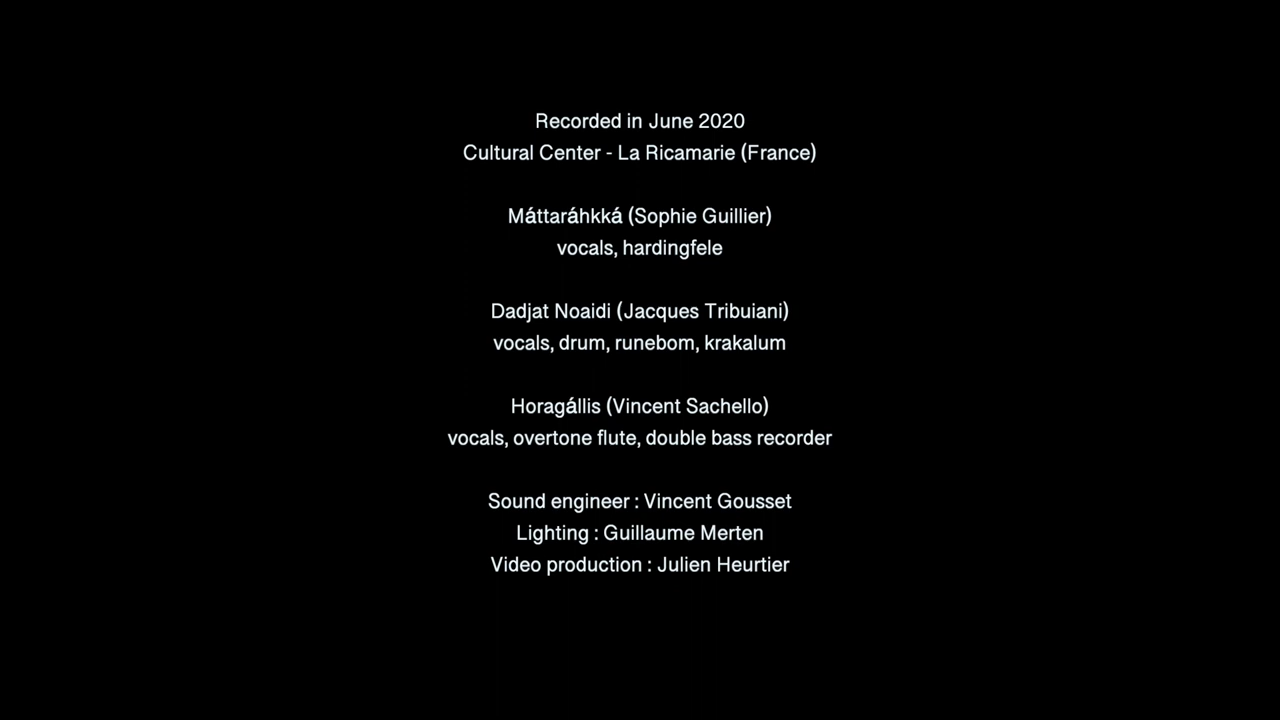 Recorded in June 2020
Cultural Center - La Ricamarie (France)
Máttaráhkká (Sophie Guillier)
vocals, hardingfele
Dadjat Noaidi (Jacques Tribuiani)
vocals, drum, runebom, krakalum
Horagállis (Vincent Sachello)
vocals, overtone flute, double bass recorder
Sound engineer : Vincent Gousset
Lighting : Guillaume Merten
Video production : Julien Heurtier